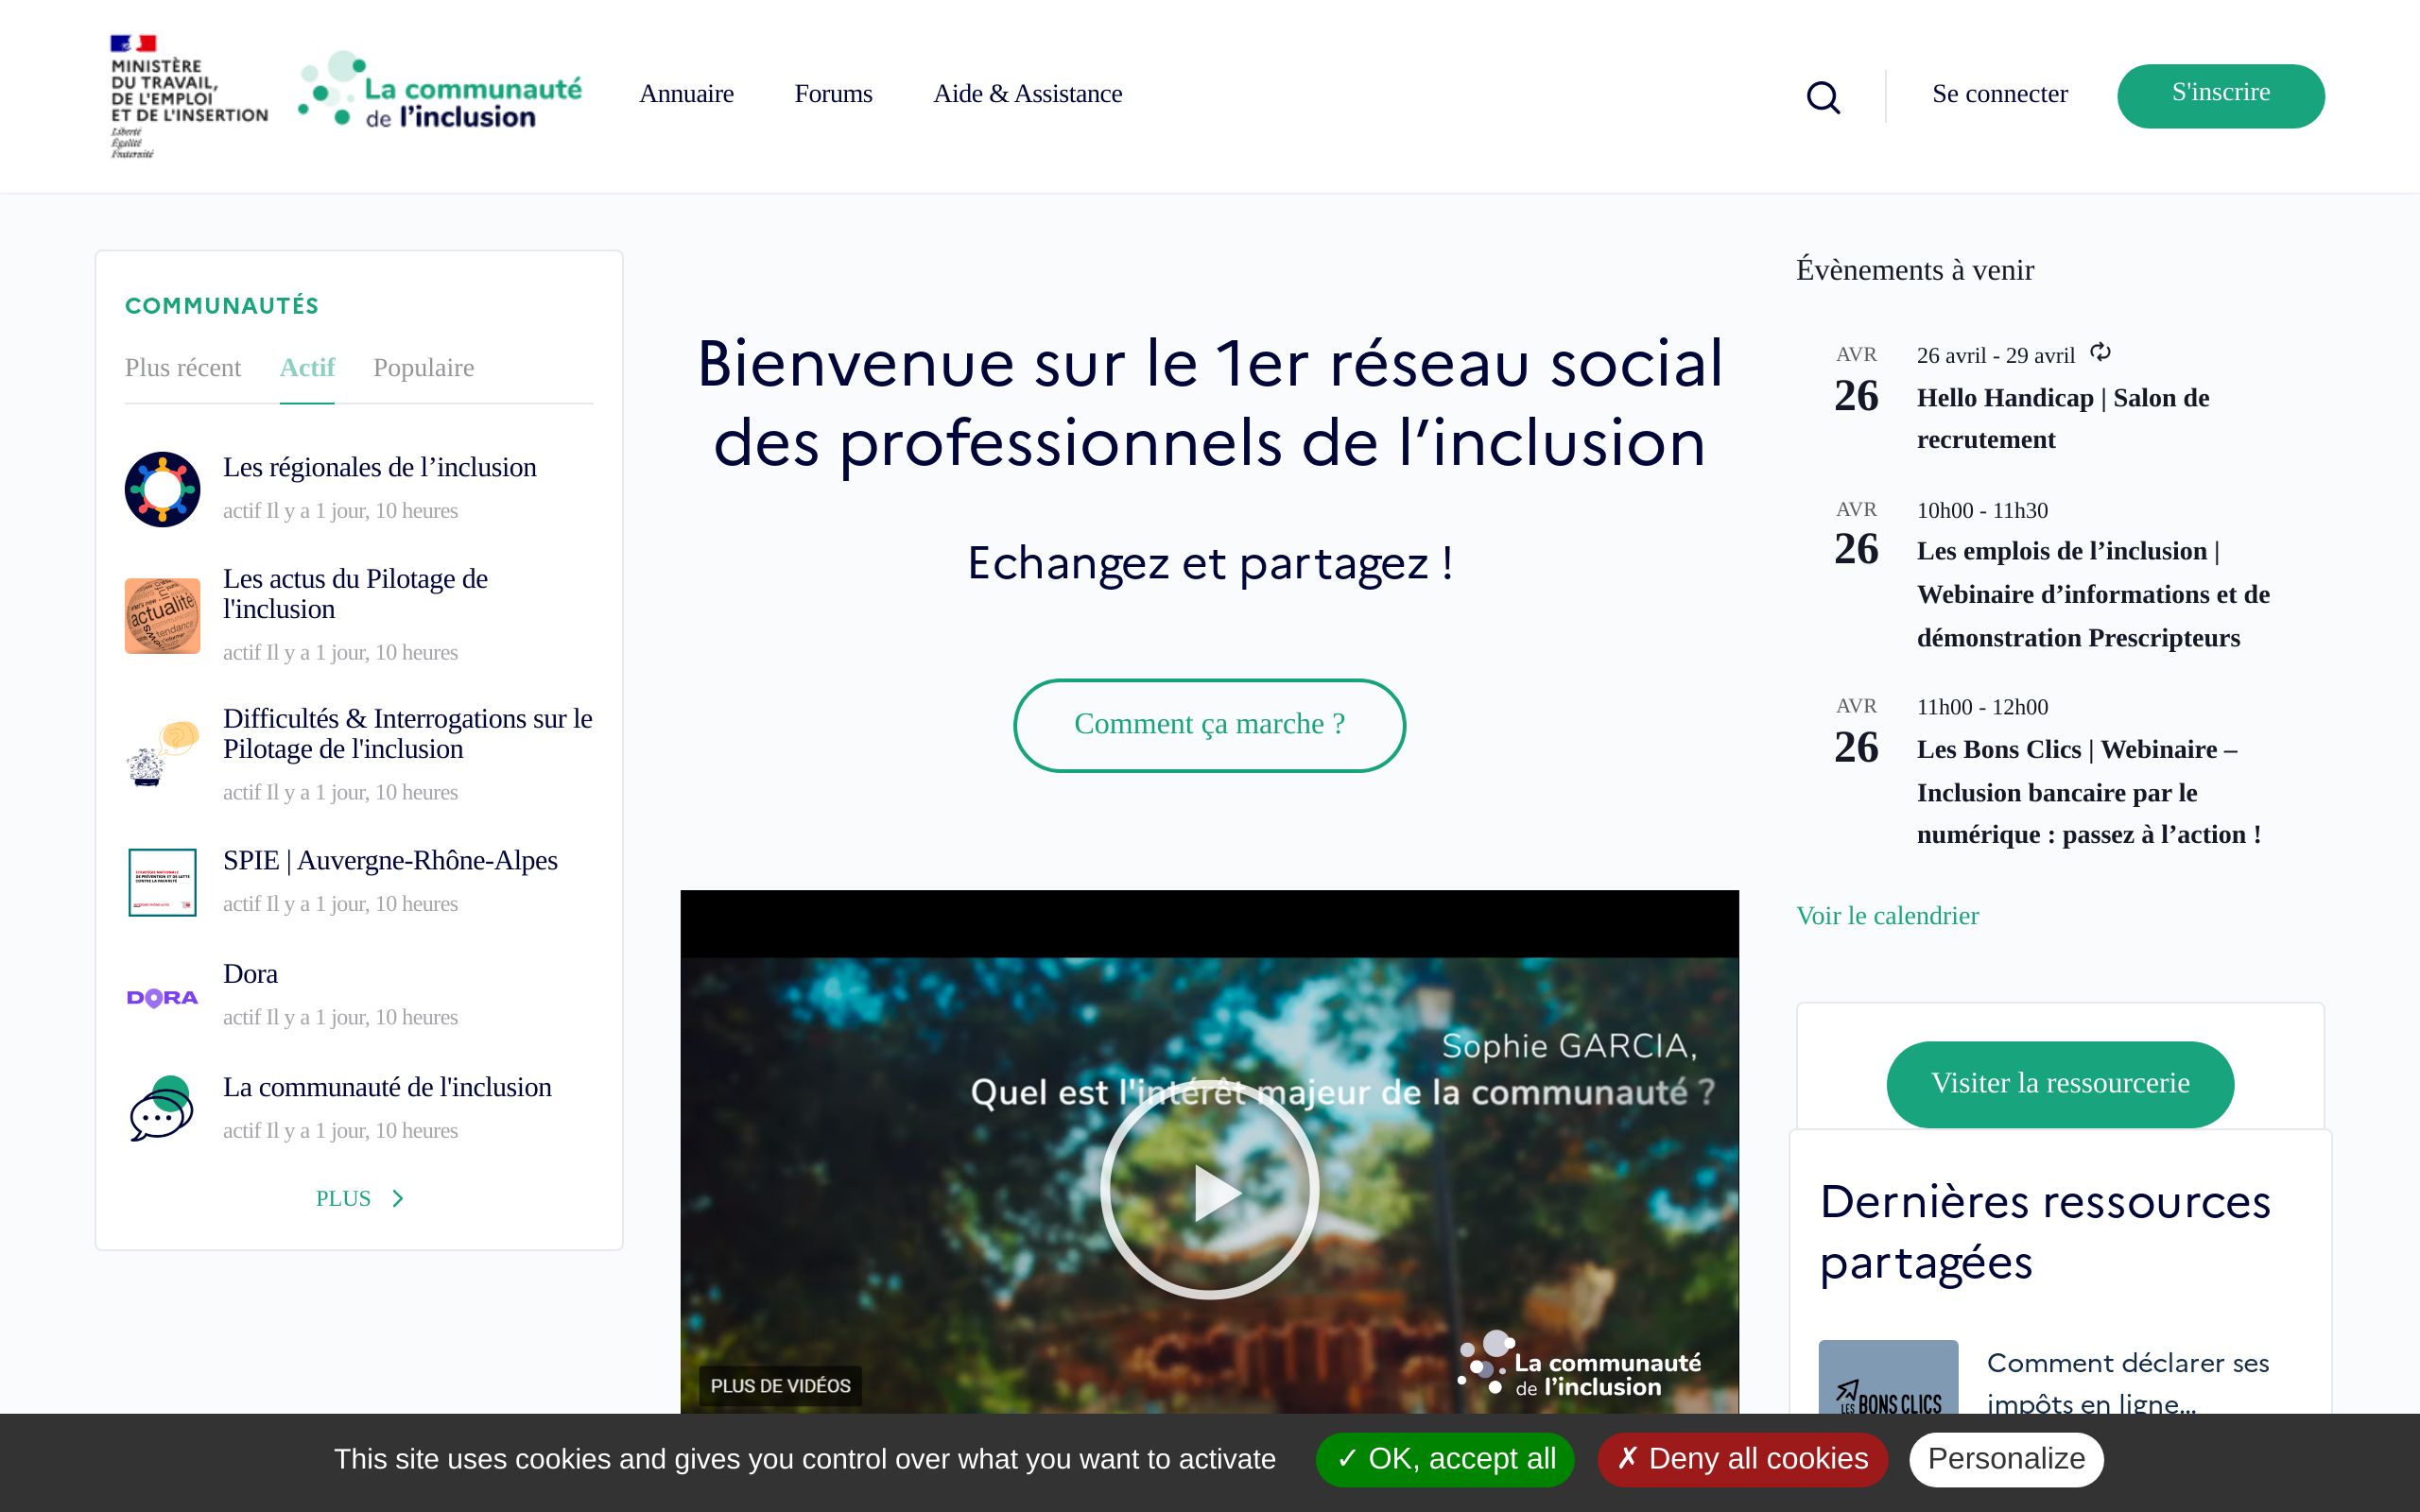 MINISTÈRE
DU TRAVAIL,
DE L'EMPLOI
ET DE L'INSERTION
Liberté
Égalité
Fraternité
La communauté
de l'inclusion
Annuaire
Forums
Aide & Assistance
Se connecter
S'inscrire
COMMUNAUTÉS
Plus récent
Actif
Populaire
Les régionales de l’inclusion
actif Il y a 1 jour, 10 heures
actualité
tendance
Les actus du Pilotage de
l'inclusion
actif Il y a 1 jour, 10 heures
Difficultés & Interrogations sur le
Pilotage de l'inclusion
actif Il y a 1 jour, 10 heures
SPIE | Auvergne-Rhône-Alpes
actif Il y a 1 jour, 10 heures
DORA
Dora
actif Il y a 1 jour, 10 heures
La communauté de l'inclusion
actif Il y a 1 jour, 10 heures
PLUS
Bienvenue sur le 1er réseau social
des professionnels de l’inclusion
Echangez et partagez !
Comment ça marche ?
Sophie GARCIA,
Quel est l'intérêt majeur de la communauté ?
La communauté
de l'inclusion
PLUS DE VIDÉOS
Évènements à venir
AVR
26
26 avril - 29 avril
Hello Handicap | Salon de
recrutement
AVR
26
10h00 - 11h30
Les emplois de l’inclusion |
Webinaire d’informations et de
démonstration Prescripteurs
AVR
26
11h00 - 12h00
Les Bons Clics | Webinaire –
Inclusion bancaire par le
numérique : passez à l’action !
Voir le calendrier
Visiter la ressourcerie
Dernières ressources
partagées
LES BONS CLICS
Comment déclarer ses
impôts en ligne...
This site uses cookies and gives you control over what you want to activate
✓ OK, accept all
✗ Deny all cookies
Personalize